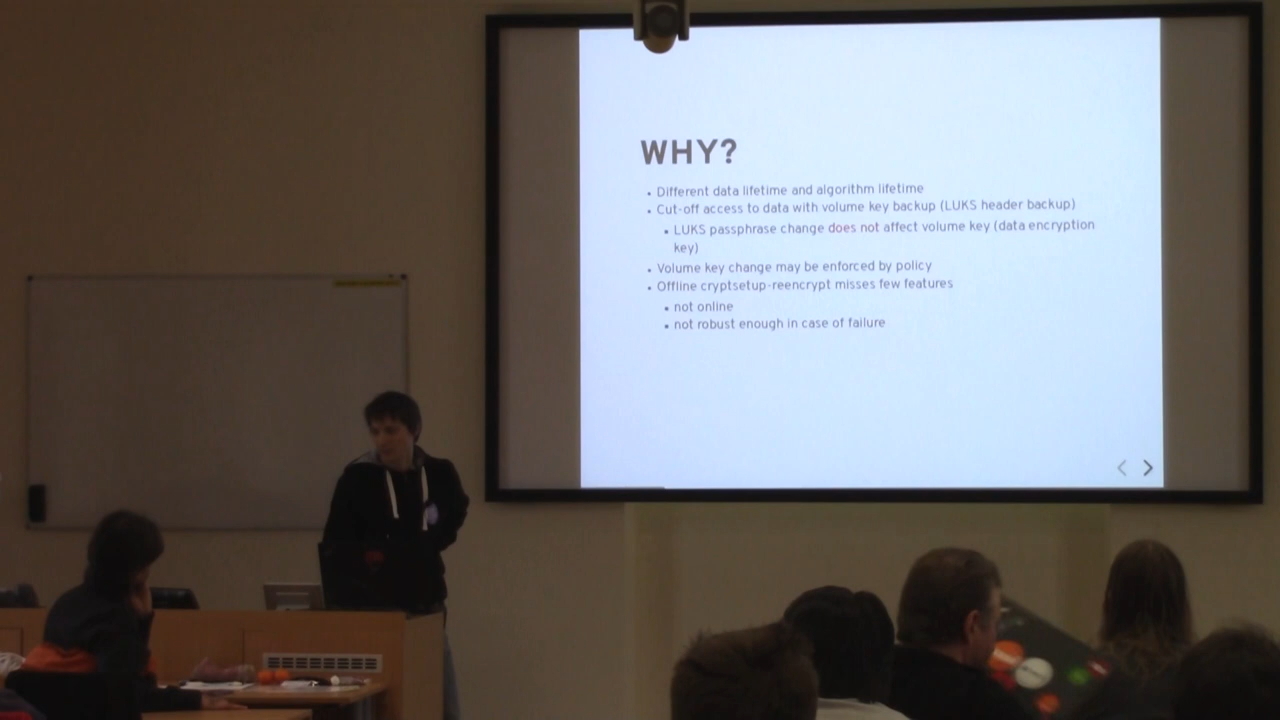 WHY?
Different data lifetime and algorithm lifetime
Cut-off access to data with volume key backup (LUKS header backup)
LUKS passphrase change does not affect volume key (data encryption
key)
Volume key change may be enforced by policy
Offline cryptsetup-reencrypt misses few features
not online
not robust enough in case of failure